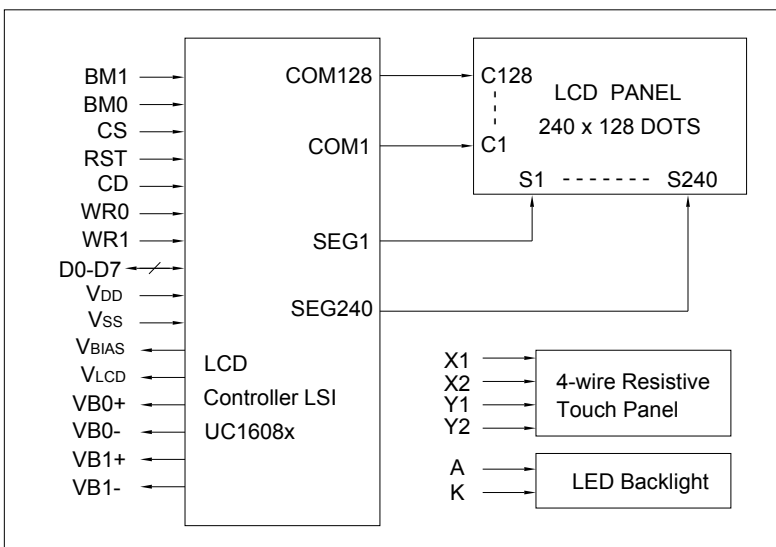 BM1
BM0
CS
RST
CD
WR0
WR1
D0-D7
VDD
VSS
VBIAS
VLCD
VB0+
VB0-
VB1+
VB1-
COM128
COM1
SEG1
SEG240
LCD
Controller LSI
UC1608x
C128
C1
LCD PANEL
240 x 128 DOTS
S1 ------- S240
X1
X2
Y1
Y2
4-wire Resistive
Touch Panel
A
K
LED Backlight